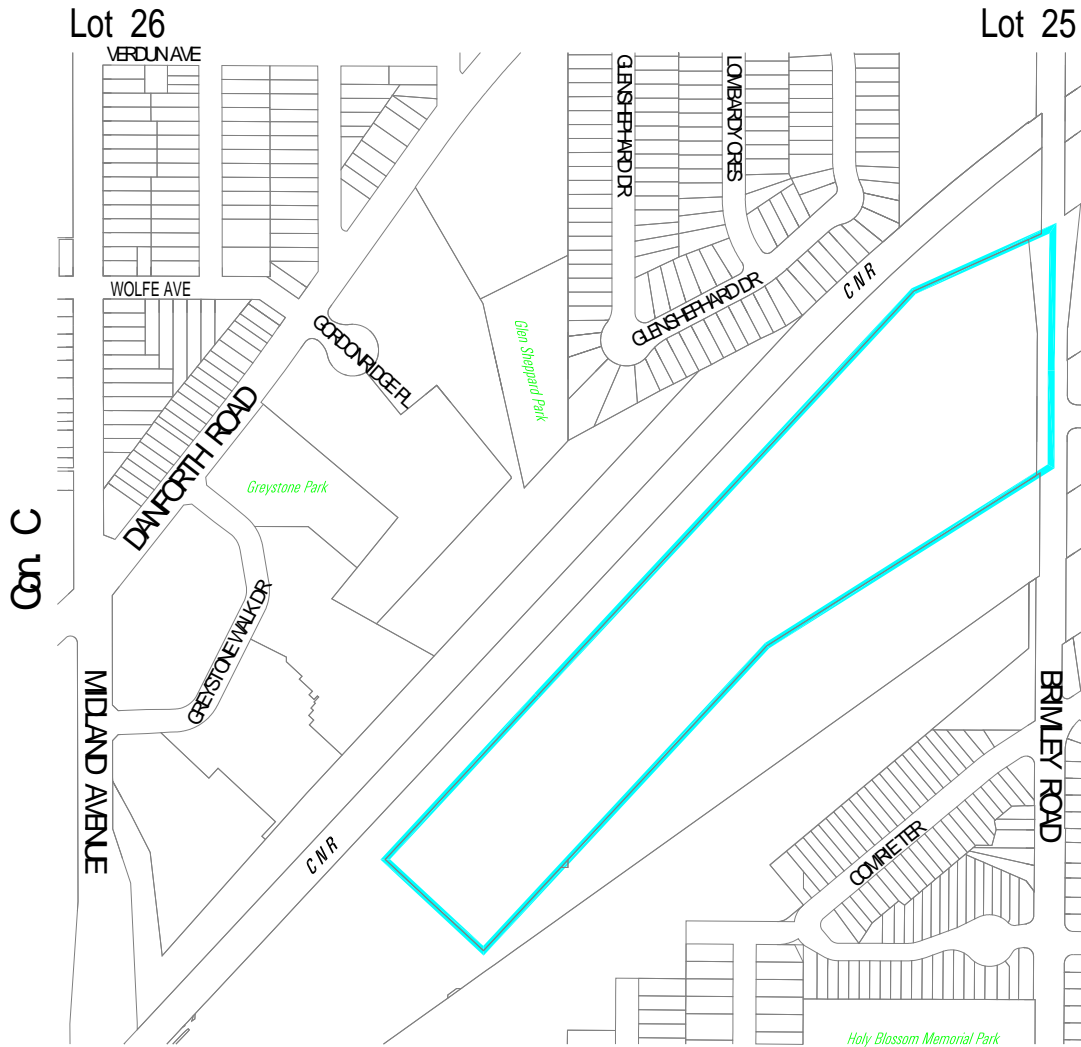 Lot 26
Lot 25
VERDUN AVE
GLENSHEPHARD DR
LOMBARDY CRES
WOLFE AVE
GORDONRIDGE PL
Glen Sheppard Park
GLENSHEPHARD DR
CNR
DANFORTH ROAD
Greystone Park
Con. C
GREYSTONE WALK DR
MIDLAND AVENUE
BRIMLEY ROAD
CNR
COMRIE TER
Holy Blossom Memorial Park